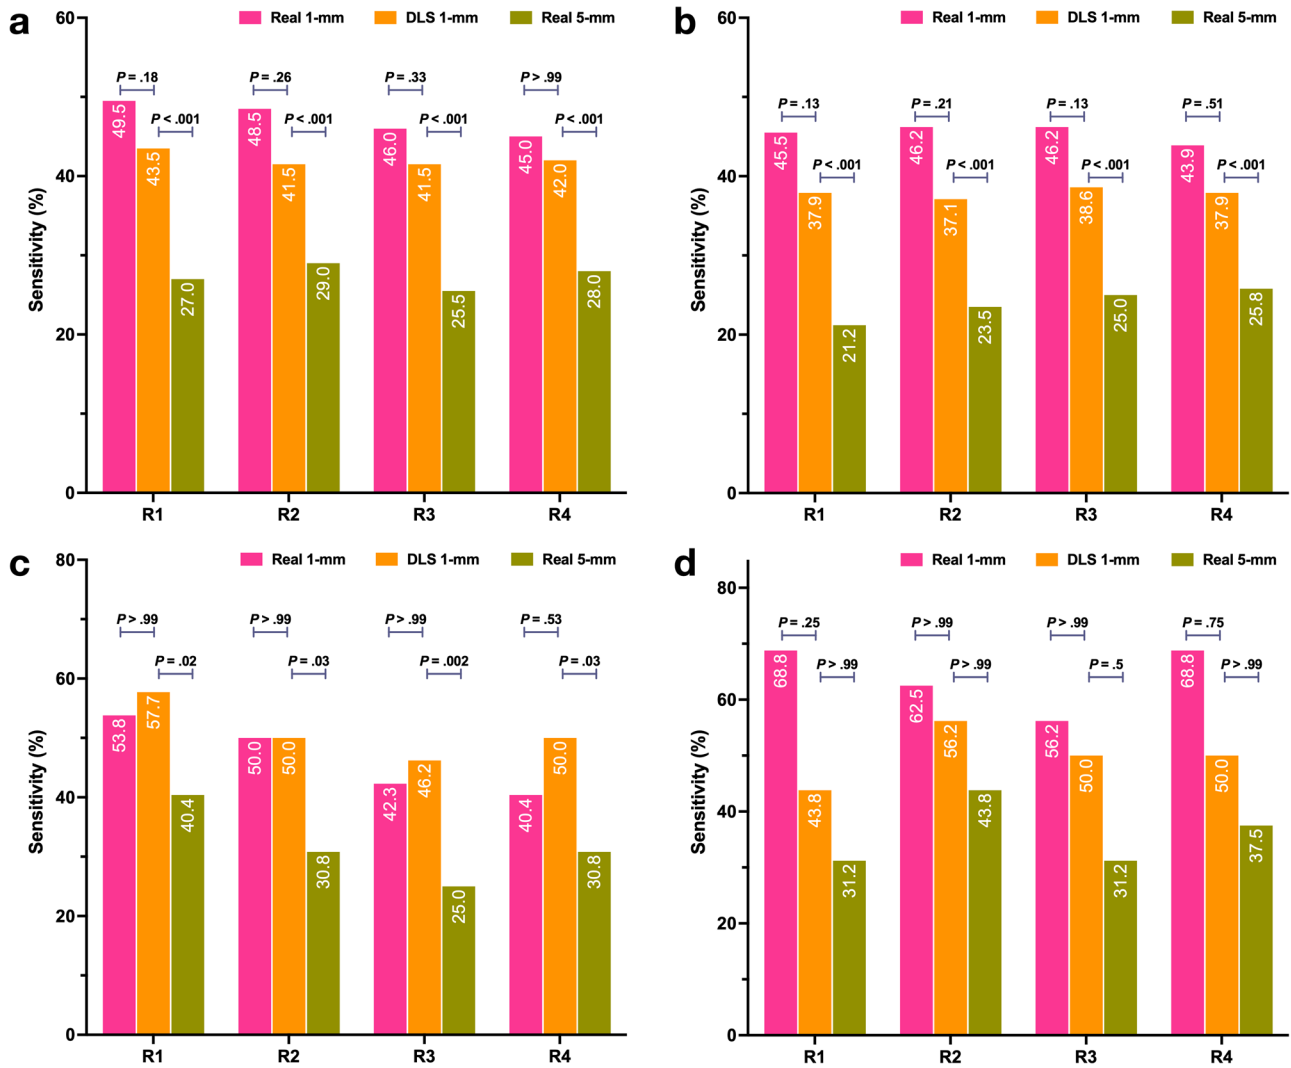 a
Real 1-mm DLS 1-mm Real 5-mm
60
40
20
0
Sensitivity (%)
P = .18 P = .26 P = .33 P > .99
P < .001 P < .001 P < .001 P < .001
49.5 43.5 27.0 48.5 41.5 29.0 46.0 41.5 25.5 45.0 42.0 28.0
R1 R2 R3 R4
b
Real 1-mm DLS 1-mm Real 5-mm
60
40
20
0
Sensitivity (%)
P = .13 P = .21 P = .13 P = .51
P < .001 P < .001 P < .001 P < .001
45.5 37.9 21.2 46.2 37.1 23.5 46.2 38.6 25.0 43.9 37.9 25.8
R1 R2 R3 R4
c
Real 1-mm DLS 1-mm Real 5-mm
80
60
40
20
0
Sensitivity (%)
P > .99 P > .99 P > .99 P = .53
P = .02 P = .03 P = .002 P = .03
53.8 57.7 40.4 50.0 50.0 30.8 42.3 46.2 25.0 40.4 50.0 30.8
R1 R2 R3 R4
d
Real 1-mm DLS 1-mm Real 5-mm
80
60
40
20
0
Sensitivity (%)
P = .25 P > .99 P > .99 P = .75
P > .99 P > .99 P = .5 P > .99
68.8 43.8 31.2 62.5 56.2 43.8 56.2 50.0 31.2 68.8 50.0 37.5
R1 R2 R3 R4